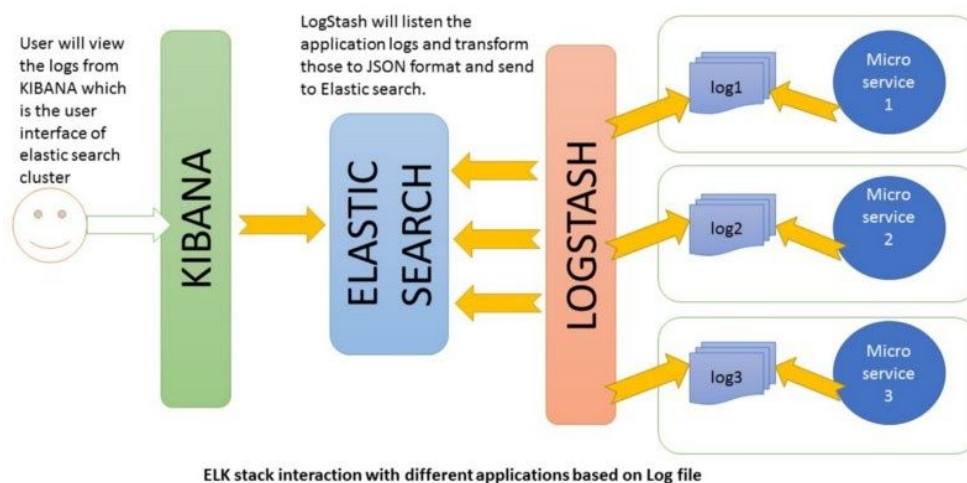 User will view
the logs from
KIBANA which
is the user
interface of
elastic search
cluster
LogStash will listen the
application logs and transform
those to JSON format and send
to Elastic search.
KIBANA
ELASTIC
SEARCH
LOGSTASH
log1
Micro
service
1
log2
Micro
service
2
log3
Micro
service
3
ELK stack interaction with different applications based on Log file